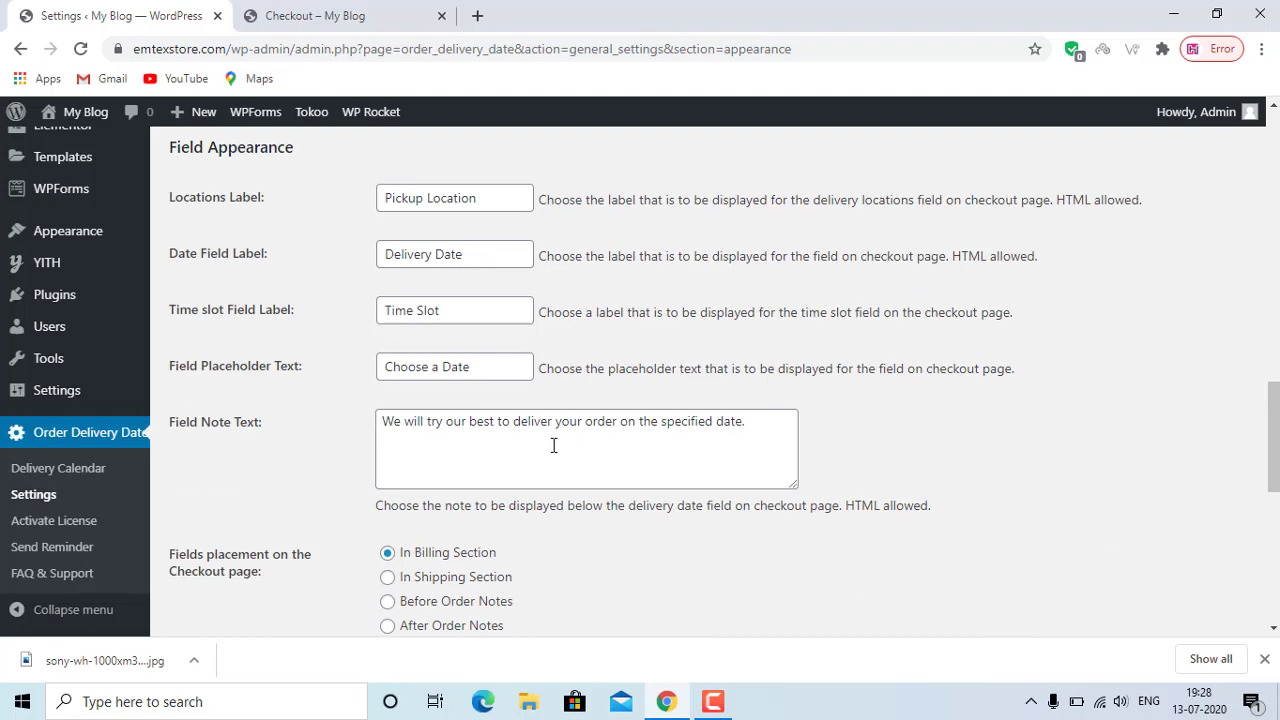 Settings ‹ My Blog — WordPress
Checkout – My Blog
emtexstore.com/wp-admin/admin.php?page=order_delivery_date&action=general_settings&section=appearance
0
Error
Apps
Gmail
YouTube
Maps
My Blog
0
New
WPForms
Tokoo
WP Rocket
Howdy, Admin
Elementor
Templates
WPForms
Appearance
YITH
Plugins
Users
Tools
Settings
Order Delivery Date
Delivery Calendar
Settings
Activate License
Send Reminder
FAQ & Support
Collapse menu
Field Appearance
Locations Label:
Pickup Location
Choose the label that is to be displayed for the delivery locations field on checkout page. HTML allowed.
Date Field Label:
Delivery Date
Choose the label that is to be displayed for the field on checkout page. HTML allowed.
Time slot Field Label:
Time Slot
Choose a label that is to be displayed for the time slot field on the checkout page.
Field Placeholder Text:
Choose a Date
Choose the placeholder text that is to be displayed for the field on checkout page.
Field Note Text:
We will try our best to deliver your order on the specified date.
Choose the note to be displayed below the delivery date field on checkout page. HTML allowed.
Fields placement on the
Checkout page:
In Billing Section
In Shipping Section
Before Order Notes
After Order Notes
sony-wh-1000xm3....jpg
Show all
Type here to search
ENG
19:28
13-07-2020
1